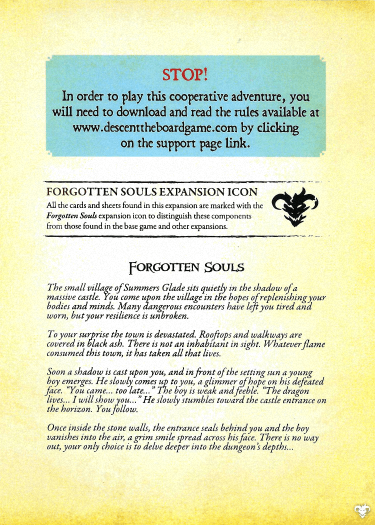 STOP!
In order to play this cooperative adventure, you
will need to download and read the rules available at
www.descenttheboardgame.com by clicking
on the support page link.
FORGOTTEN SOULS EXPANSION ICON
All the cards and sheets found in this expansion are marked with the
Forgotten Souls expansion icon to distinguish these components
from those found in the base game and other expansions.
FORGOTTEN SOULS
The small village of Summers Glade sits quietly in the shadow of a
massive castle. You come upon the village in the hopes of replenishing your
bodies and minds. Many dangerous encounters have left you tired and
worn, but your resilience is unbroken.
To your surprise the town is devastated. Rooftops and walkways are
covered in black ash. There is not an inhabitant in sight. Whatever flame
consumed this town, it has taken all that lives.
Soon a shadow is cast upon you, and in front of the setting sun a young
boy emerges. He slowly comes up to you, a glimmer of hope on his defeated
face. "You came... too late..." The boy is weak and feeble. "The dragon
lives... I will show you..." He slowly stumbles toward the castle entrance on
the horizon. You follow.
Once inside the stone walls, the entrance seals behind you and the boy
vanishes into the air, a grim smile spread across his face. There is no way
out, your only choice is to delve deeper into the dungeon's depths...